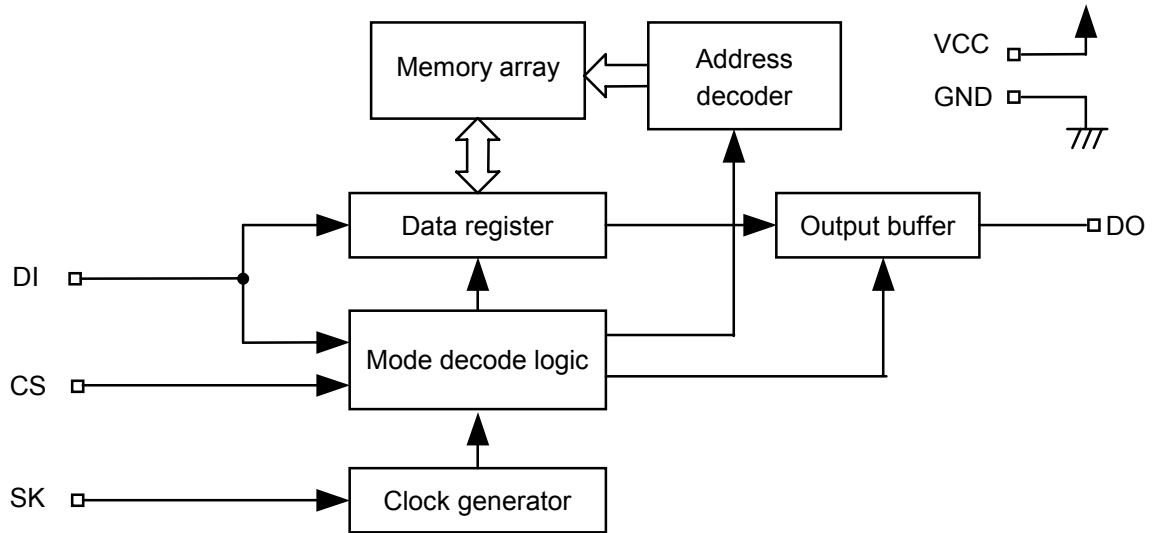 Memory array
Address
decoder
VCC
GND
Data register
Output buffer
DO
DI
Mode decode logic
CS
SK
Clock generator